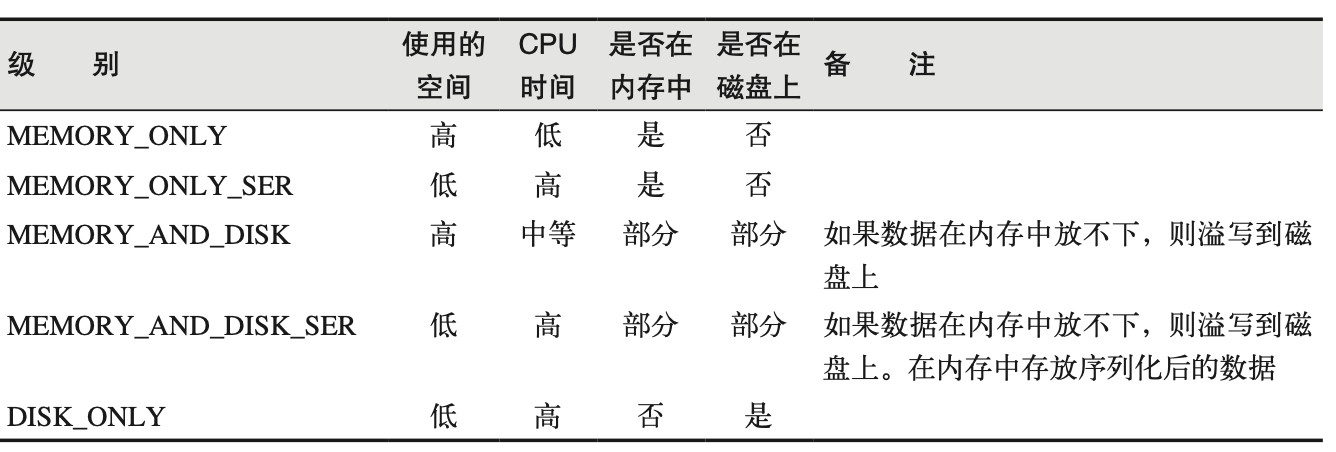 级 别 使用的空间 CPU时间 是否在内存中 是否在磁盘上 备 注
MEMORY_ONLY 高 低 是 否
MEMORY_ONLY_SER 低 高 是 否
MEMORY_AND_DISK 高 中等 部分 部分 如果数据在内存中放不下，则溢写到磁
盘上
MEMORY_AND_DISK_SER 低 高 部分 部分 如果数据在内存中放不下，则溢写到磁
盘上。在内存中存放序列化后的数据
DISK_ONLY 低 高 否 是